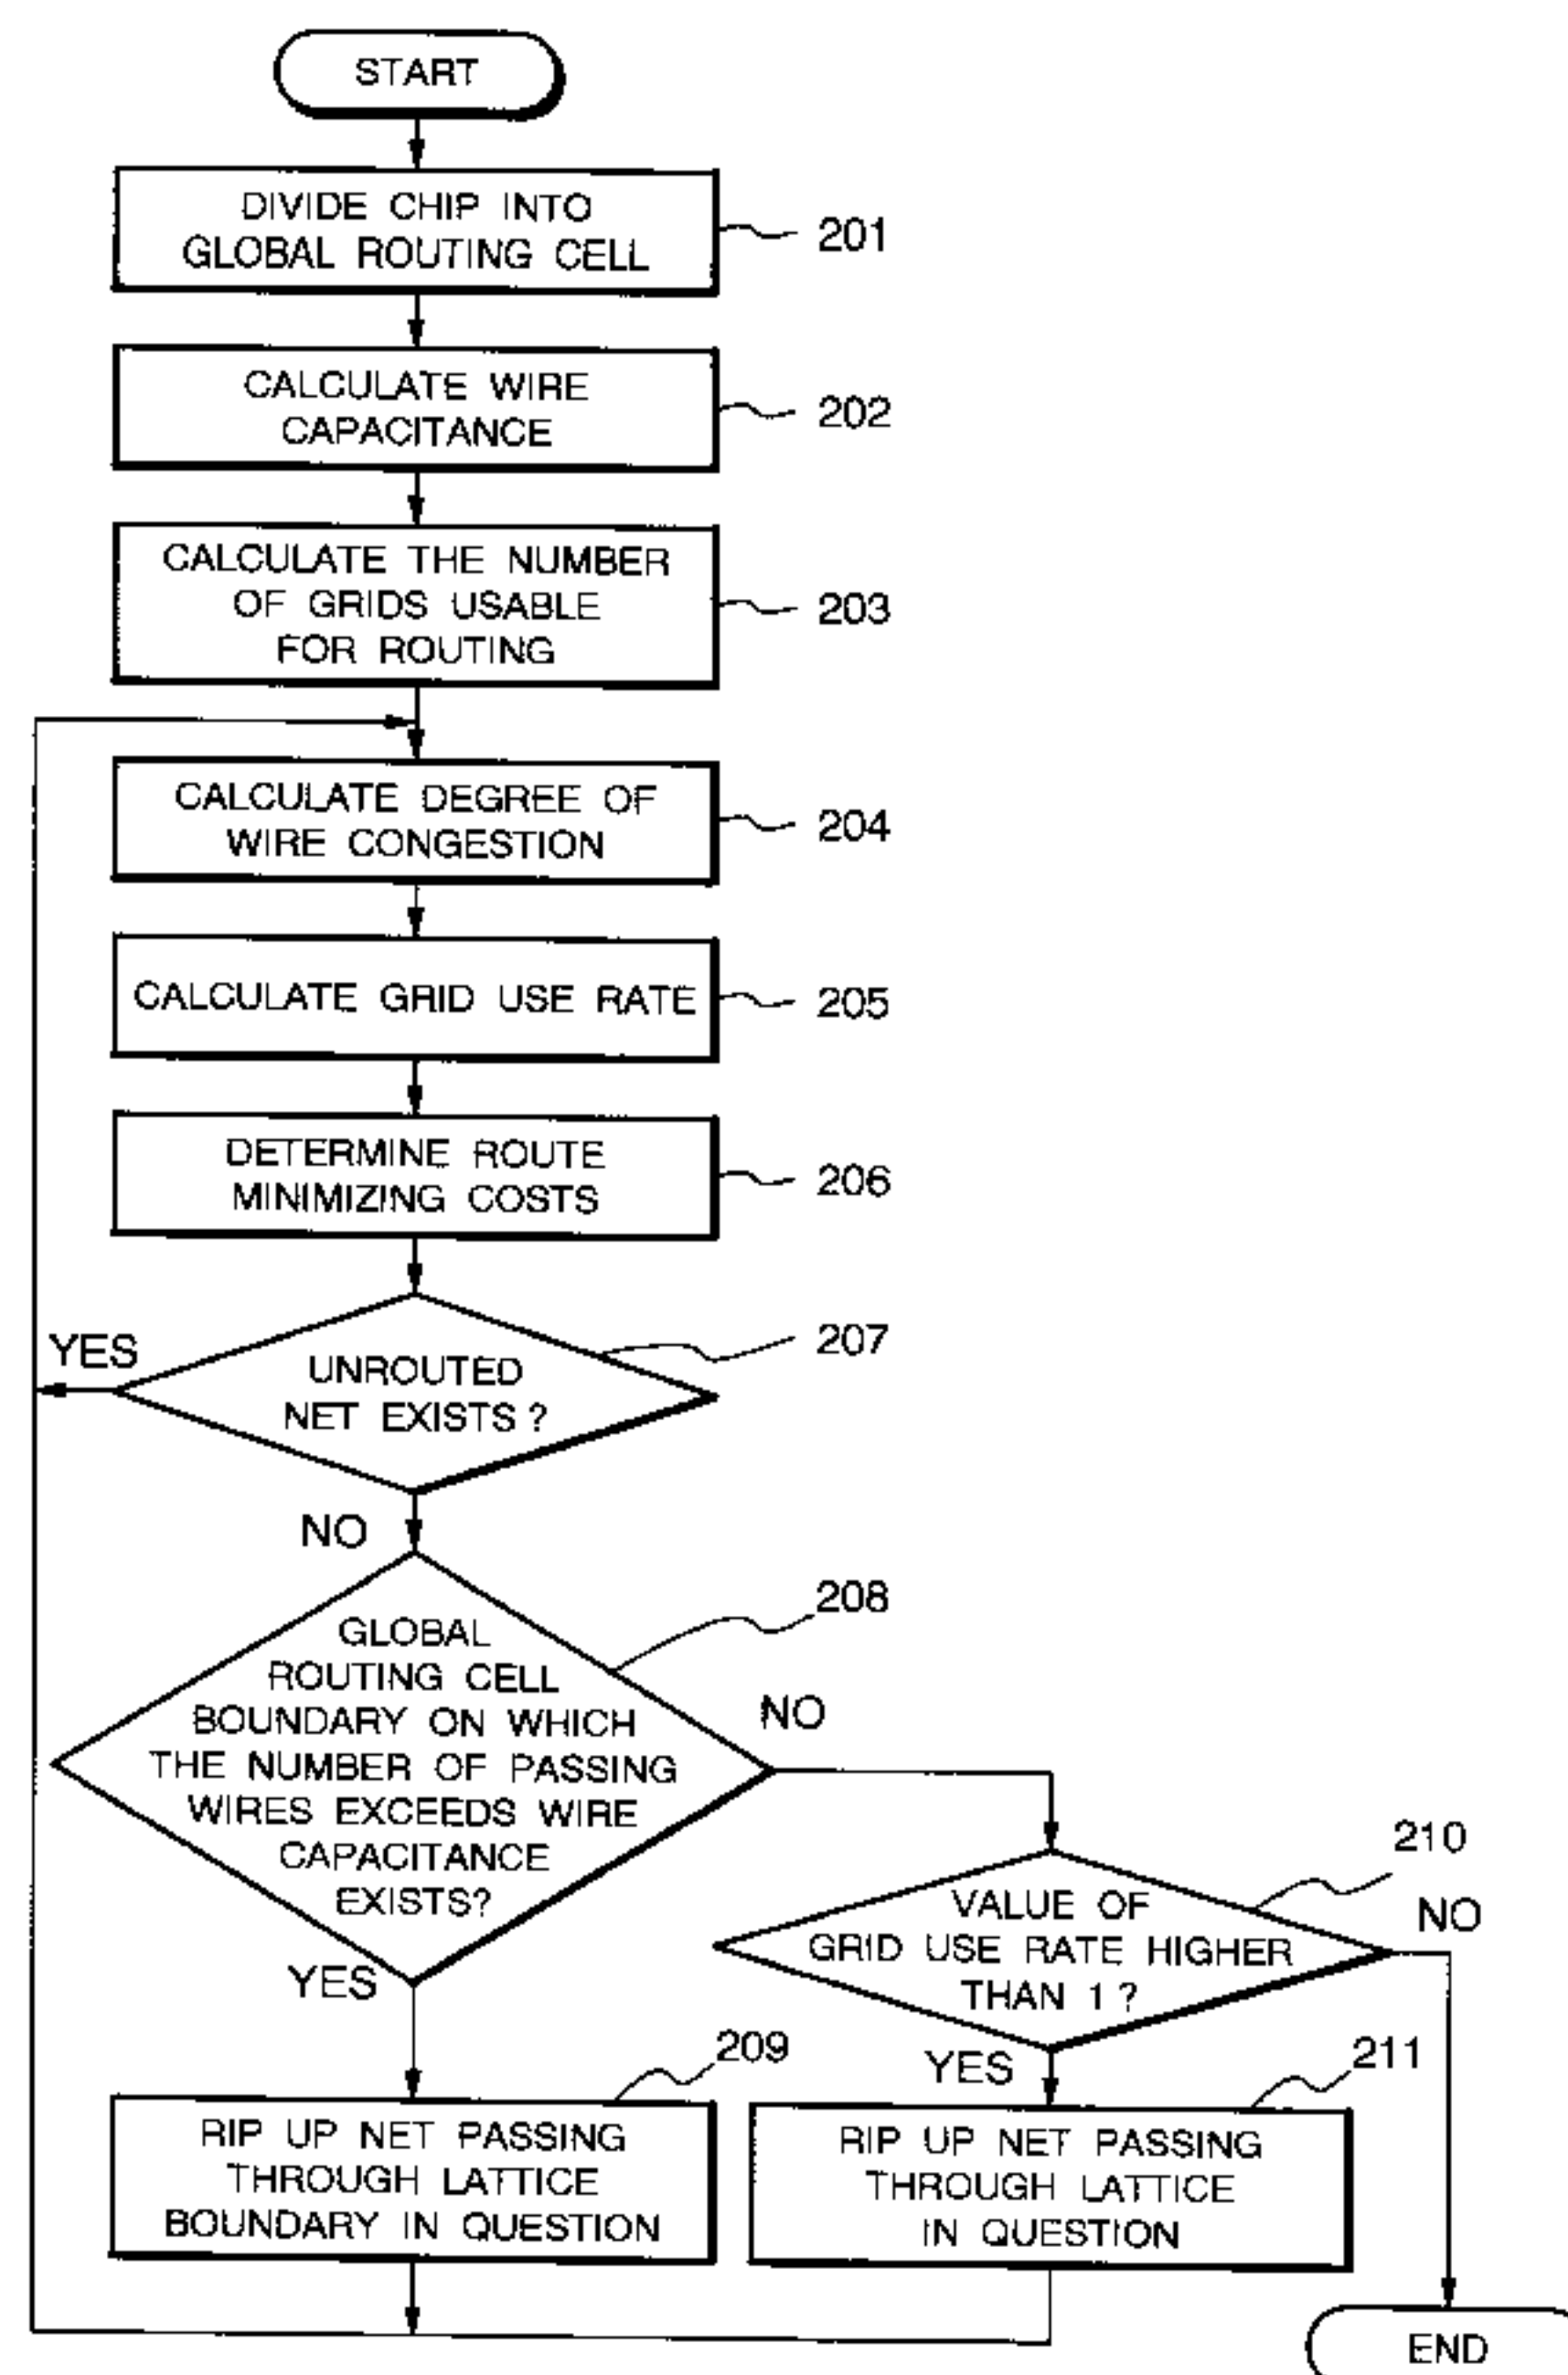 START
DIVIDE CHIP INTO
GLOBAL ROUTING CELL
201
CALCULATE WIRE
CAPACITANCE
202
CALCULATE THE NUMBER
OF GRIDS USABLE
FOR ROUTING
203
CALCULATE DEGREE OF
WIRE CONGESTION
204
CALCULATE GRID USE RATE
205
DETERMINE ROUTE
MINIMIZING COSTS
206
207
YES
UNROUTED
NET EXISTS?
NO
208
GLOBAL
ROUTING CELL
BOUNDARY ON WHICH
THE NUMBER OF PASSING
WIRES EXCEEDS WIRE
CAPACITANCE
EXISTS?
NO
YES
210
VALUE OF
GRID USE RATE HIGHER
THAN 1?
NO
YES
209
RIP UP NET PASSING
THROUGH LATTICE
BOUNDARY IN QUESTION
211
RIP UP NET PASSING
THROUGH LATTICE
IN QUESTION
END